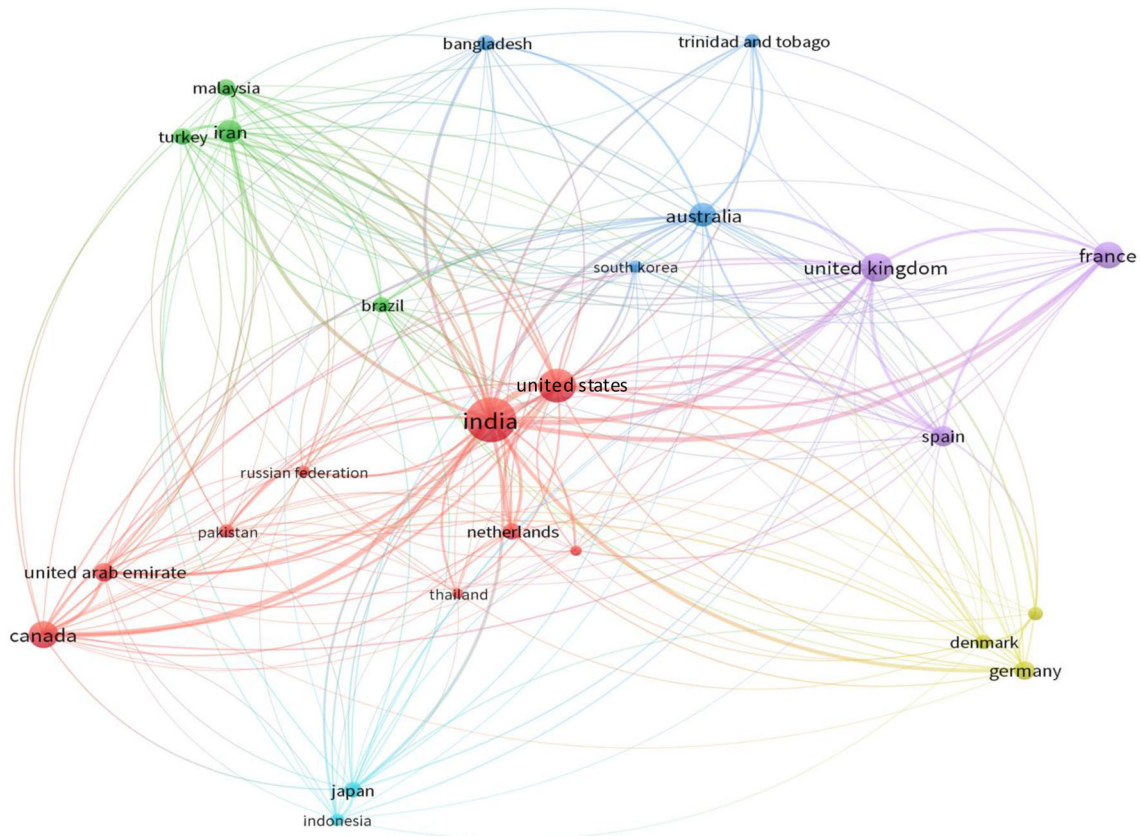 bangladesh
trinidad and tobago
malaysia
turkey
iran
australia
france
united kingdom
south korea
brazil
united states
india
spain
russian federation
pakistan
netherlands
united arab emirate
thailand
canada
denmark
germany
japan
indonesia